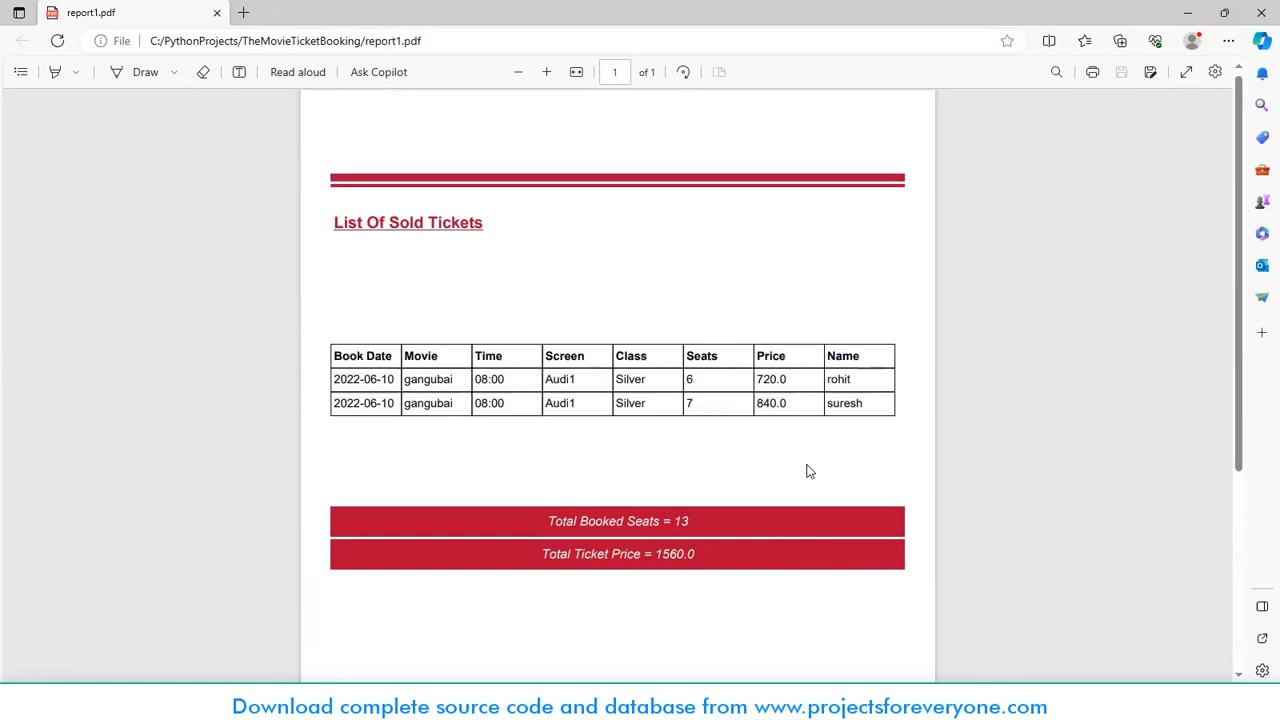 report1.pdf
File C:/PythonProjects/TheMovieTicketBooking/report1.pdf
Draw Read aloud Ask Copilot 1 of 1
List Of Sold Tickets
Book Date Movie Time Screen Class Seats Price Name
2022-06-10 gangubai 08:00 Audi1 Silver 6 720.0 rohit
2022-06-10 gangubai 08:00 Audi1 Silver 7 840.0 suresh
Total Booked Seats = 13
Total Ticket Price = 1560.0
Download complete source code and database from www.projectsforeveryone.com